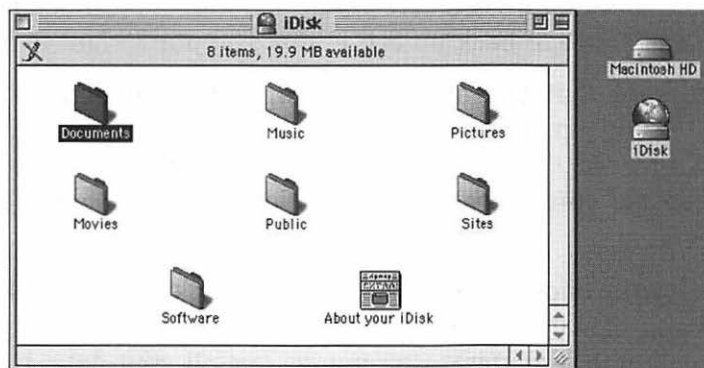 iDisk
8 items, 19.9 MB available
Macintosh HD
Documents
Music
Pictures
iDisk
Movies
Public
Sites
Software
About your iDisk